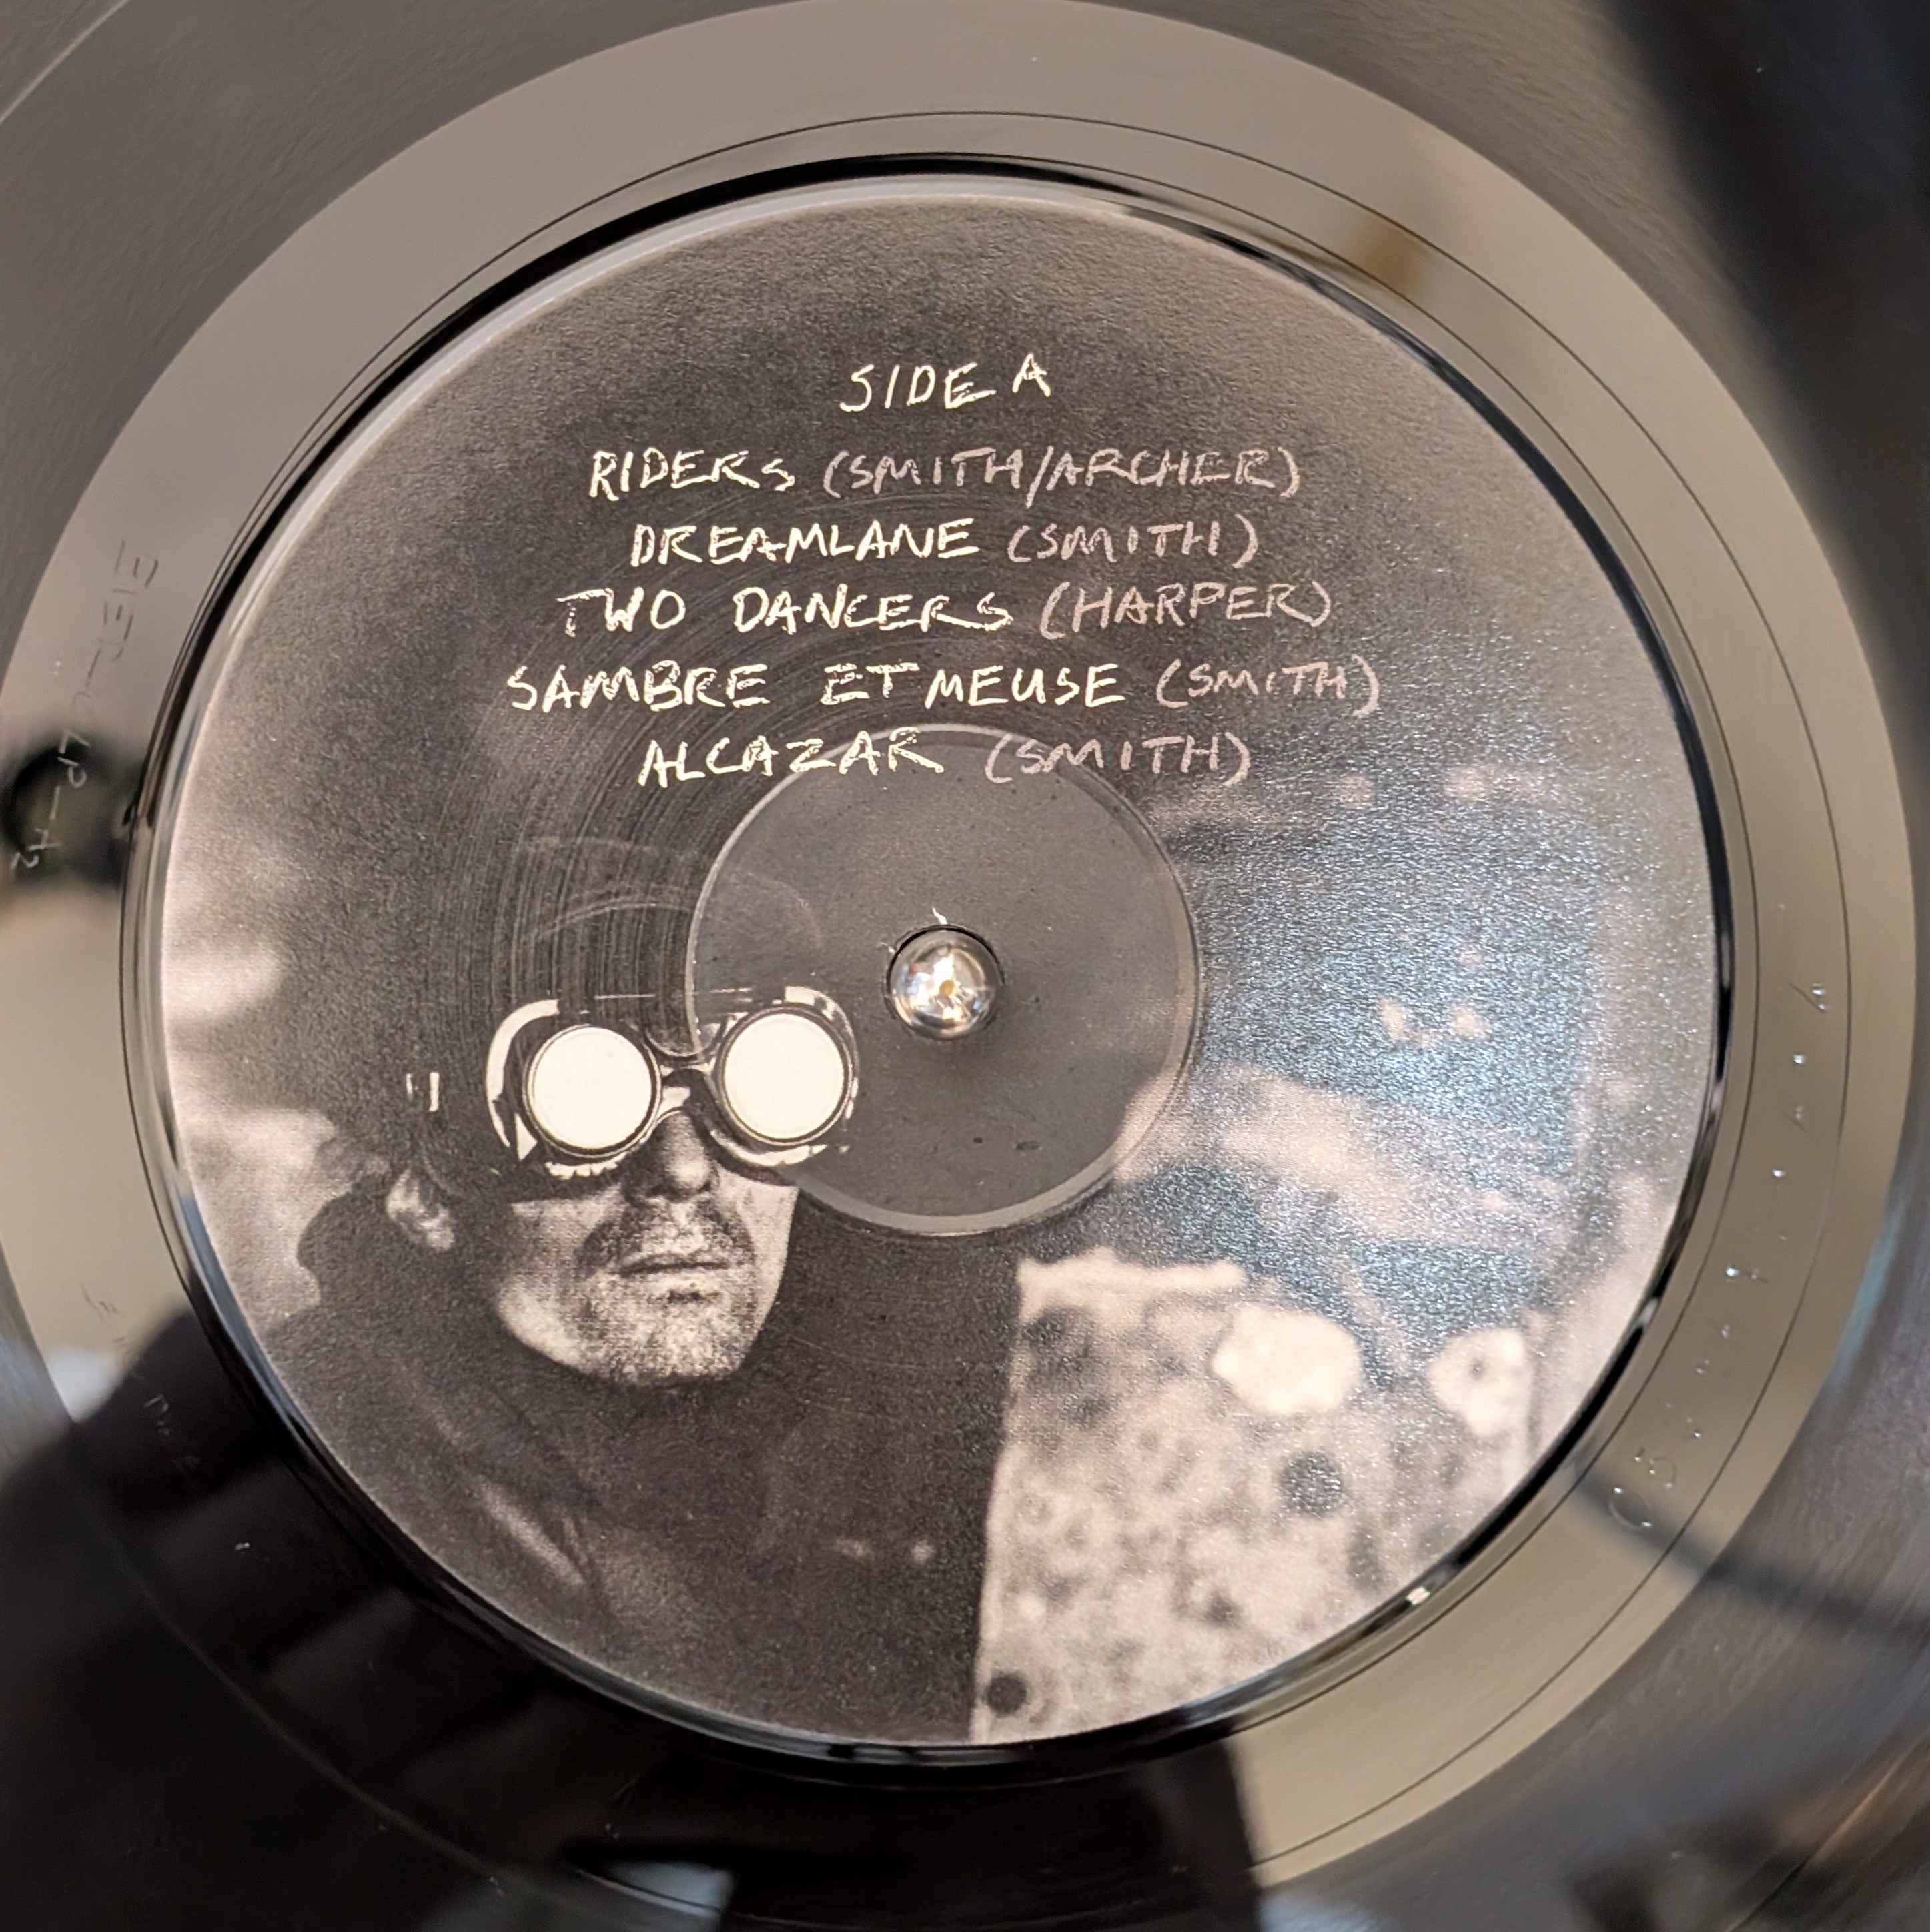 SIDE A
RIDERS (SMITH/ARCHER)
DREAMLANE (SMITH)
TWO DANCERS (HARPER)
SAMBRE ET MEUSE (SMITH)
ALCAZAR (SMITH)